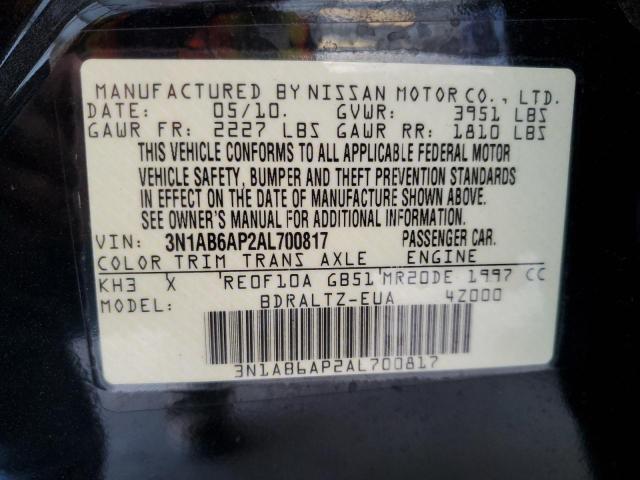 MANUFACTURED BY NISSAN MOTOR CO., LTD.
DATE: 05/10. GVWR: 3951 LBS
GAWR FR: 2227 LBS GAWR RR: 1810 LBS
THIS VEHICLE CONFORMS TO ALL APPLICABLE FEDERAL MOTOR
VEHICLE SAFETY, BUMPER AND THEFT PREVENTION STANDARDS
IN EFFECT ON THE DATE OF MANUFACTURE SHOWN ABOVE.
SEE OWNER'S MANUAL FOR ADDITIONAL INFORMATION.
VIN: 3N1AB6AP2AL700817 PASSENGER CAR.
COLOR TRIM TRANS AXLE ENGINE
KH3 X RE0F10A GB51 MR20DE 1997 CC
MODEL: BDRALTZ-EUA 4Z000
3N1AB6AP2AL700817